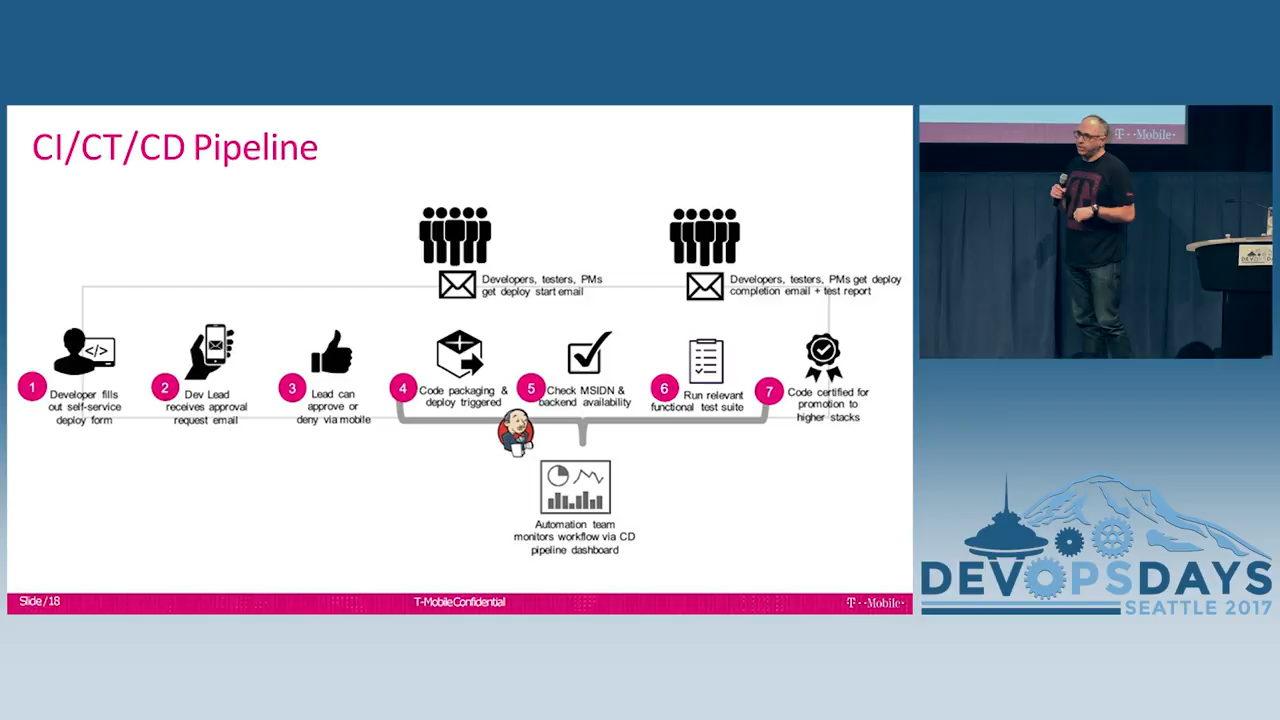 CI/CT/CD Pipeline
Developers, testers, PMs
get deploy start email
Developers, testers, PMs get deploy
completion email + test report
1
Developer fills
out self-service
deploy form
2
Dev Lead
receives approval
request email
3
Lead can
approve or
deny via mobile
4
Code packaging &
deploy triggered
5
Check MSIDN &
backend availability
6
Run relevant
functional test suite
7
Code certified for
promotion to
higher stacks
Automation team
monitors workflow via CD
pipeline dashboard
Slide/18
T-Mobile Confidential
T··Mobile·
T··Mobile·
DEVOPSDAYS
SEATTLE 2017